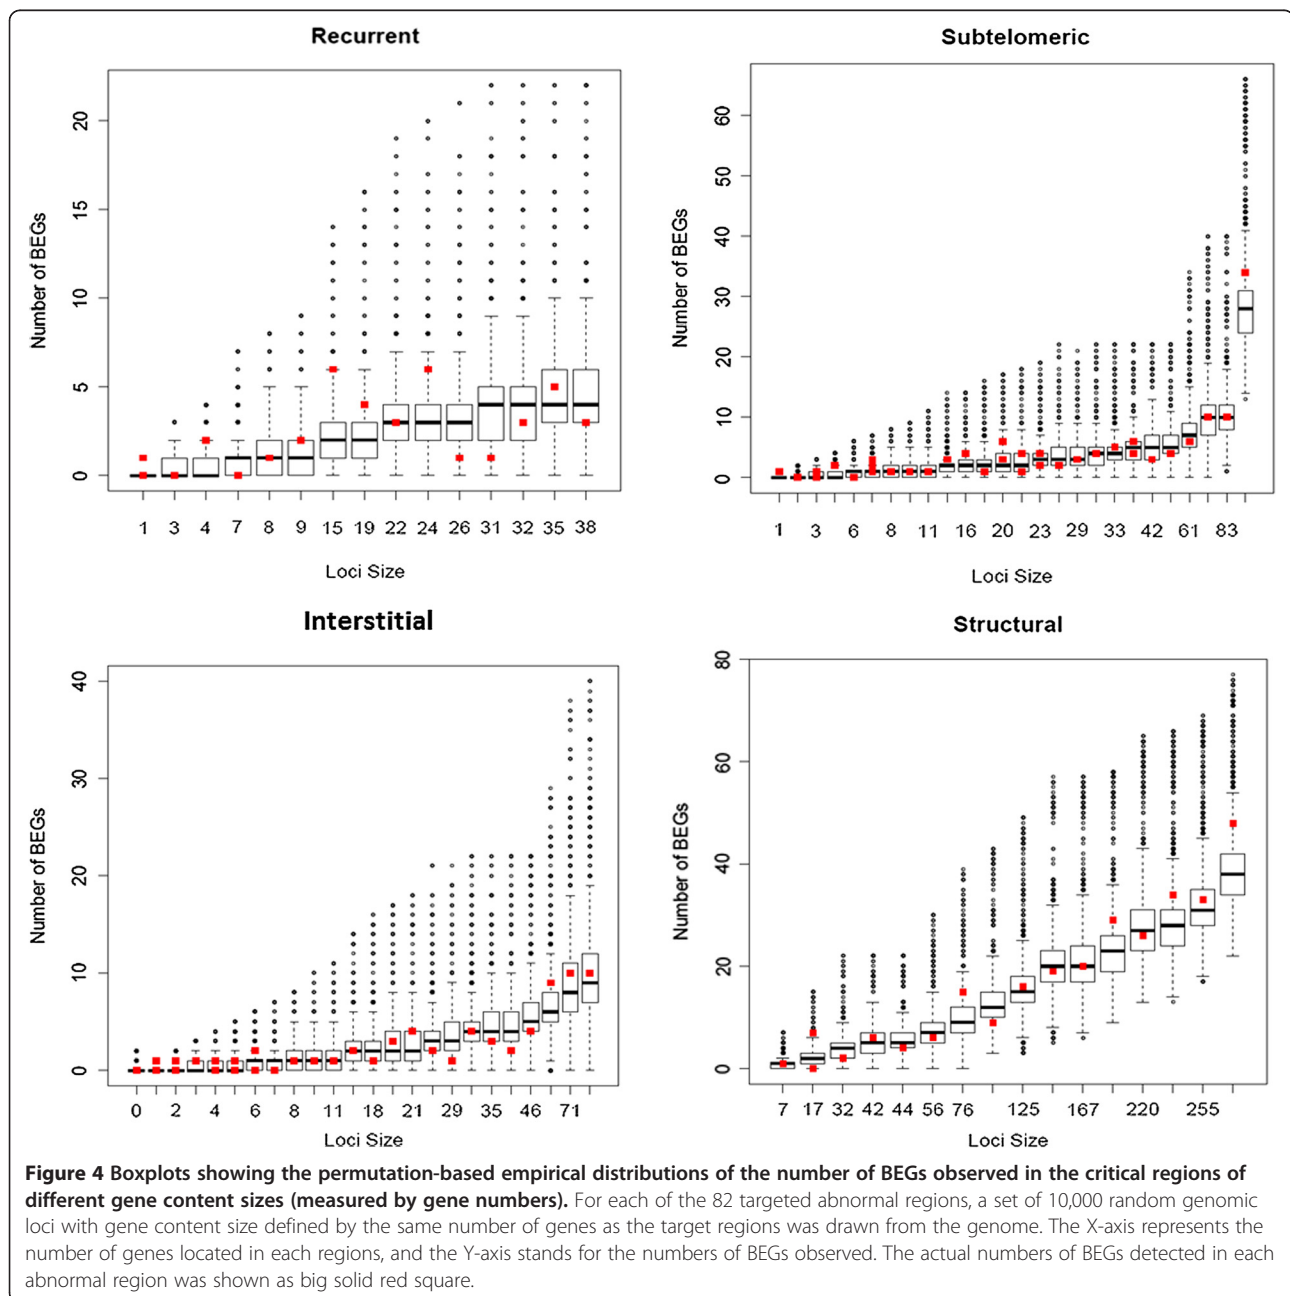 Recurrent
Number of BEGs
20
15
10
5
0
1 3 4 7 8 9 15 19 22 24 26 31 32 35 38
Loci Size
Subtelomeric
Number of BEGs
60
50
40
30
20
10
0
1 3 6 8 11 16 20 23 29 33 42 61 83
Loci Size
Interstitial
Number of BEGs
40
30
20
10
0
0 2 4 6 8 11 18 21 29 35 46 71
Loci Size
Structural
Number of BEGs
80
60
40
20
0
7 17 32 42 44 56 76 125 167 220 255
Loci Size
Figure 4 Boxplots showing the permutation-based empirical distributions of the number of BEGs observed in the critical regions of
different gene content sizes (measured by gene numbers). For each of the 82 targeted abnormal regions, a set of 10,000 random genomic
loci with gene content size defined by the same number of genes as the target regions was drawn from the genome. The X-axis represents the
number of genes located in each regions, and the Y-axis stands for the numbers of BEGs observed. The actual numbers of BEGs detected in each
abnormal region was shown as big solid red square.